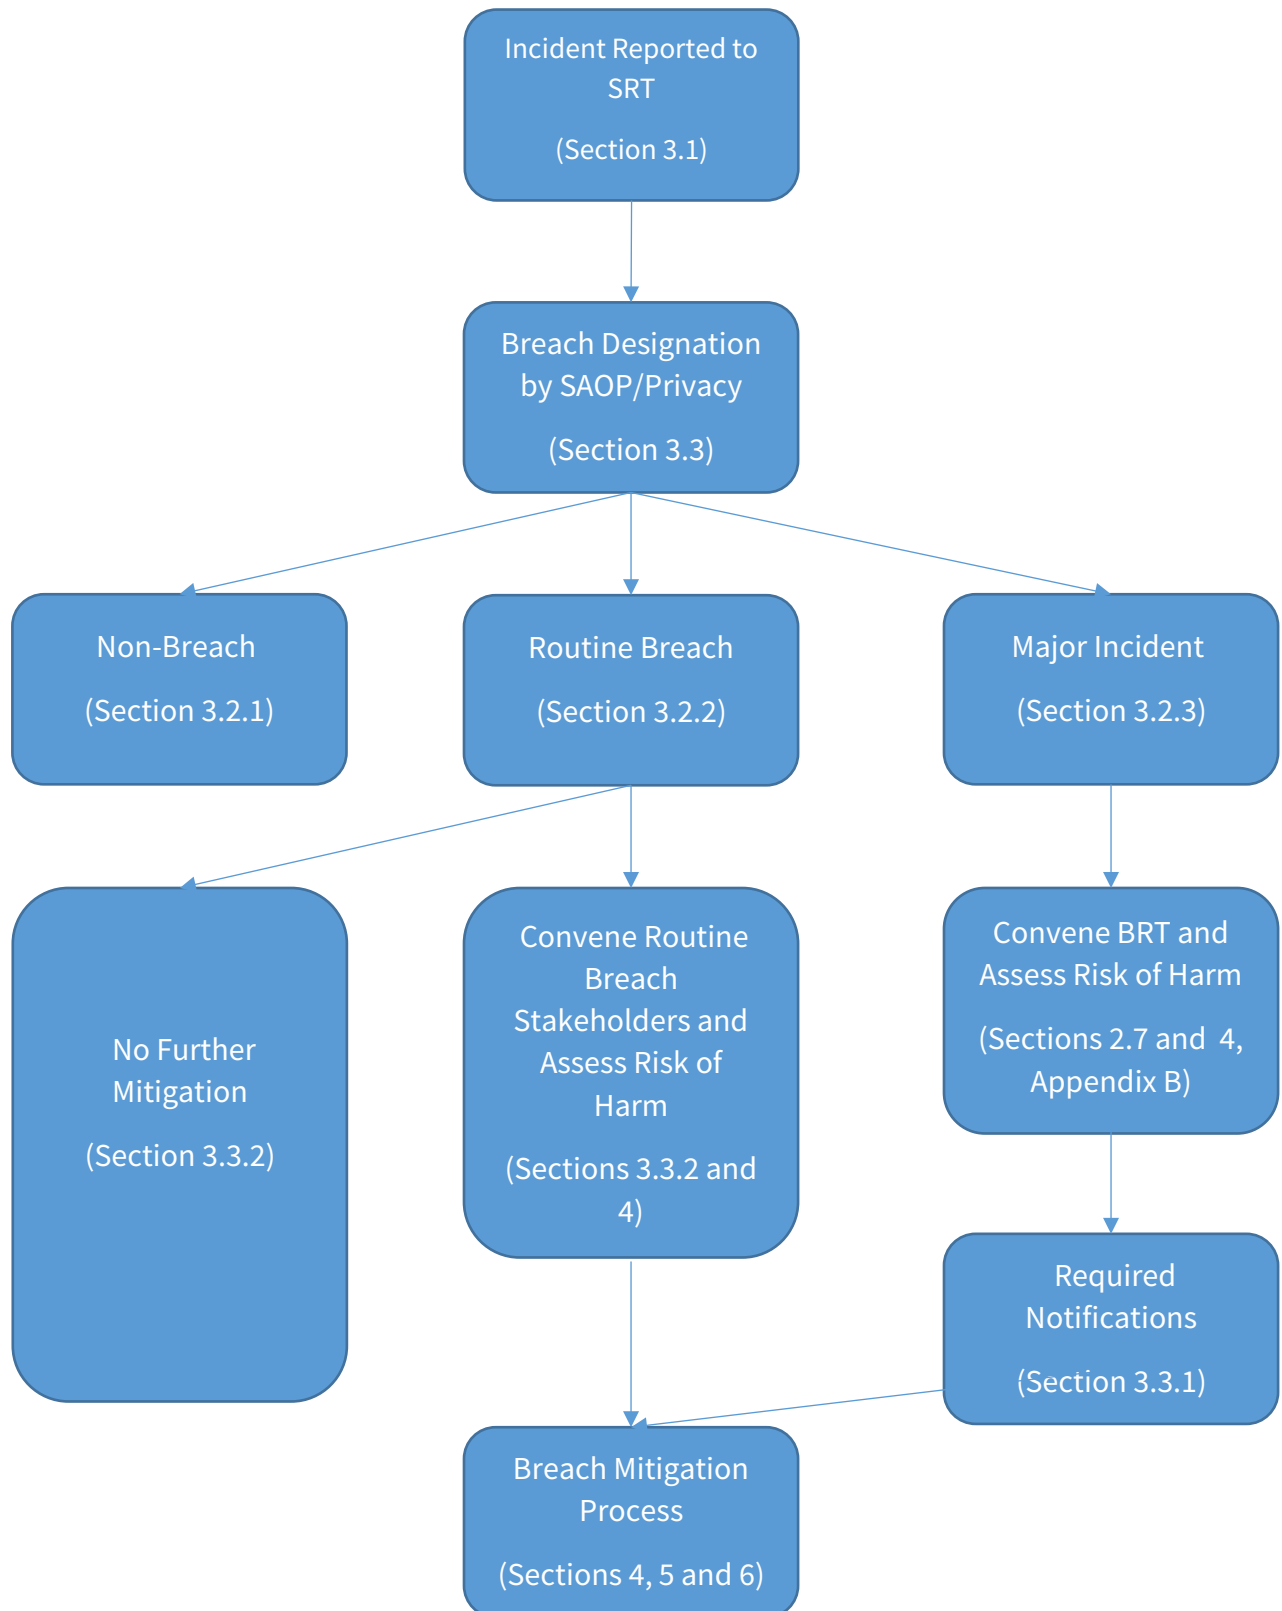 Incident Reported to
SRT
(Section 3.1)
Breach Designation
by SAOP/Privacy
(Section 3.3)
Non-Breach
(Section 3.2.1)
Routine Breach
(Section 3.2.2)
Major Incident
(Section 3.2.3)
No Further
Mitigation
(Section 3.3.2)
Convene Routine
Breach
Stakeholders and
Assess Risk of
Harm
(Sections 3.3.2 and
4)
Convene BRT and
Assess Risk of Harm
(Sections 2.7 and 4,
Appendix B)
Required
Notifications
(Section 3.3.1)
Breach Mitigation
Process
(Sections 4, 5 and 6)